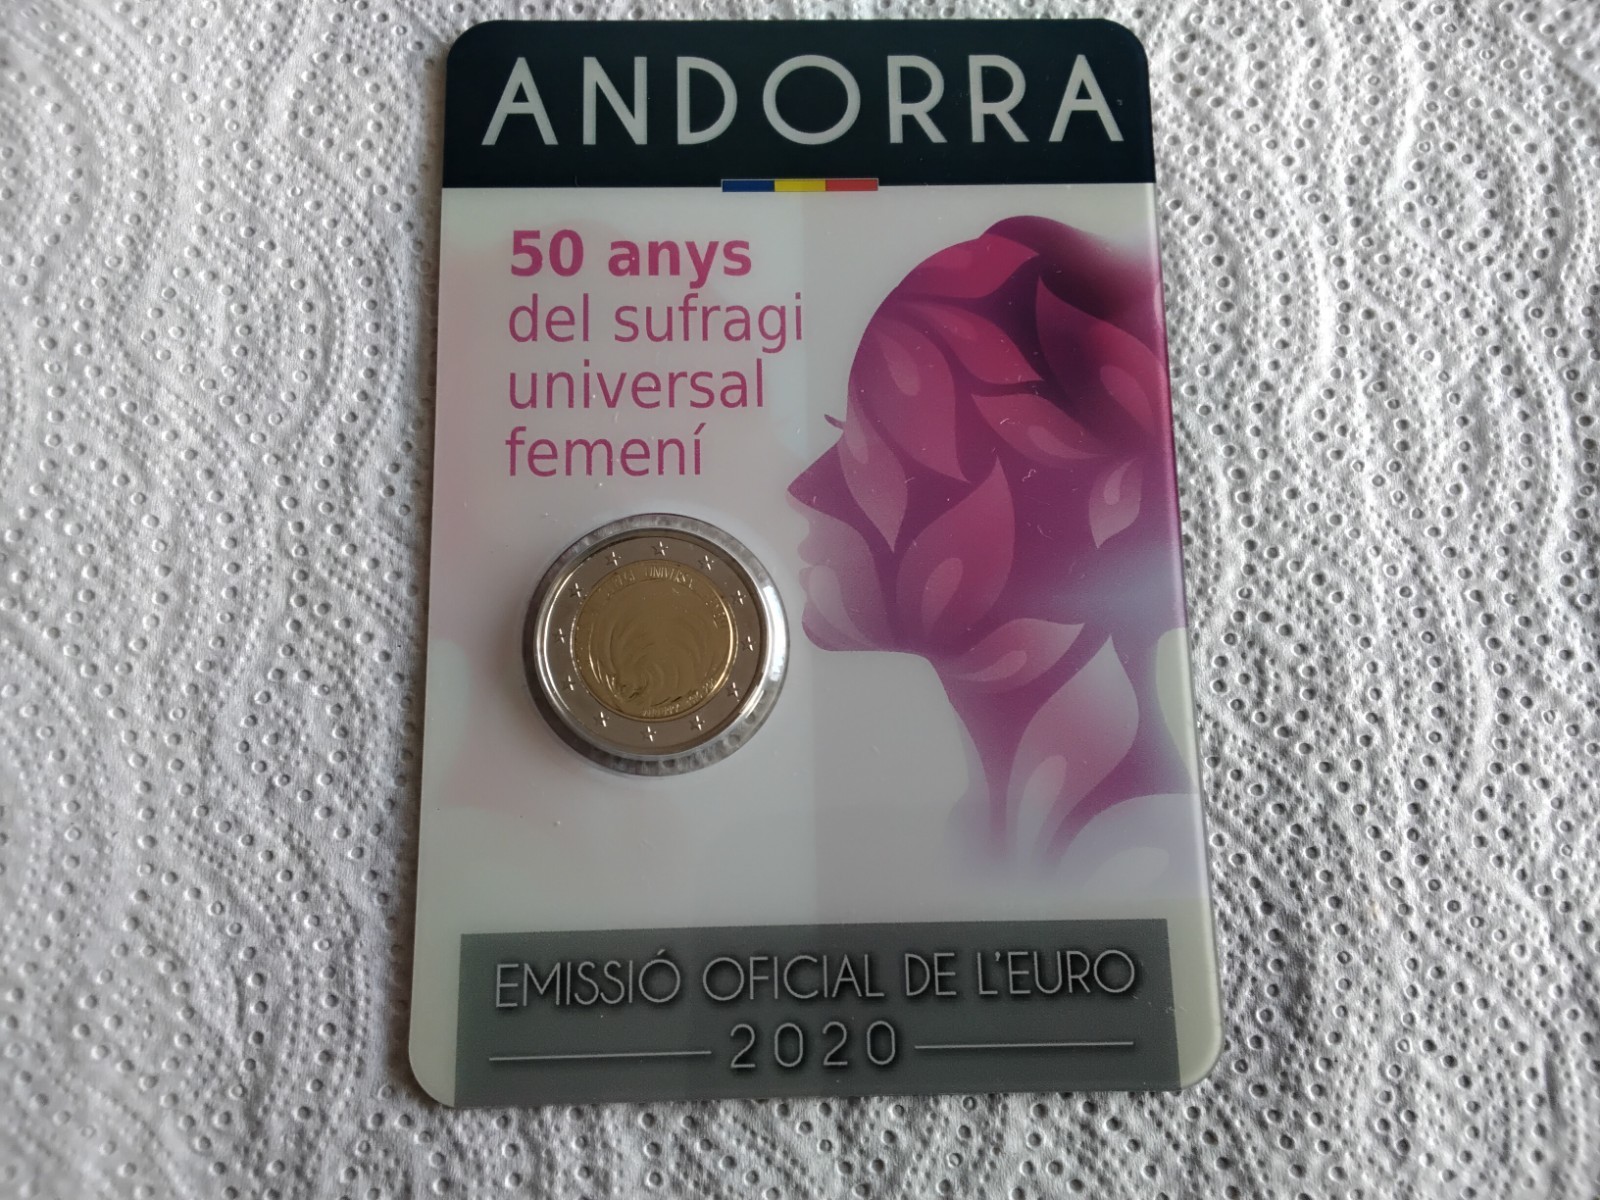 ANDORRA
50 anys
del sufragi
universal
femení
EMISSIÓ OFICIAL DE L'EURO
2020